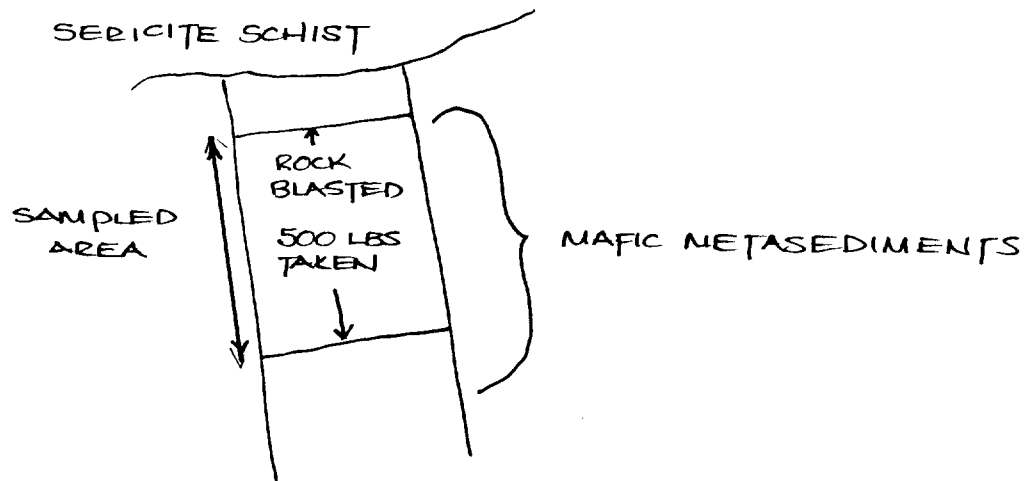 SERICITE SCHIST
ROCK
BLASTED
500 LBS
TAKEN
SAMPLED
AREA
MAFIC METASEDIMENTS